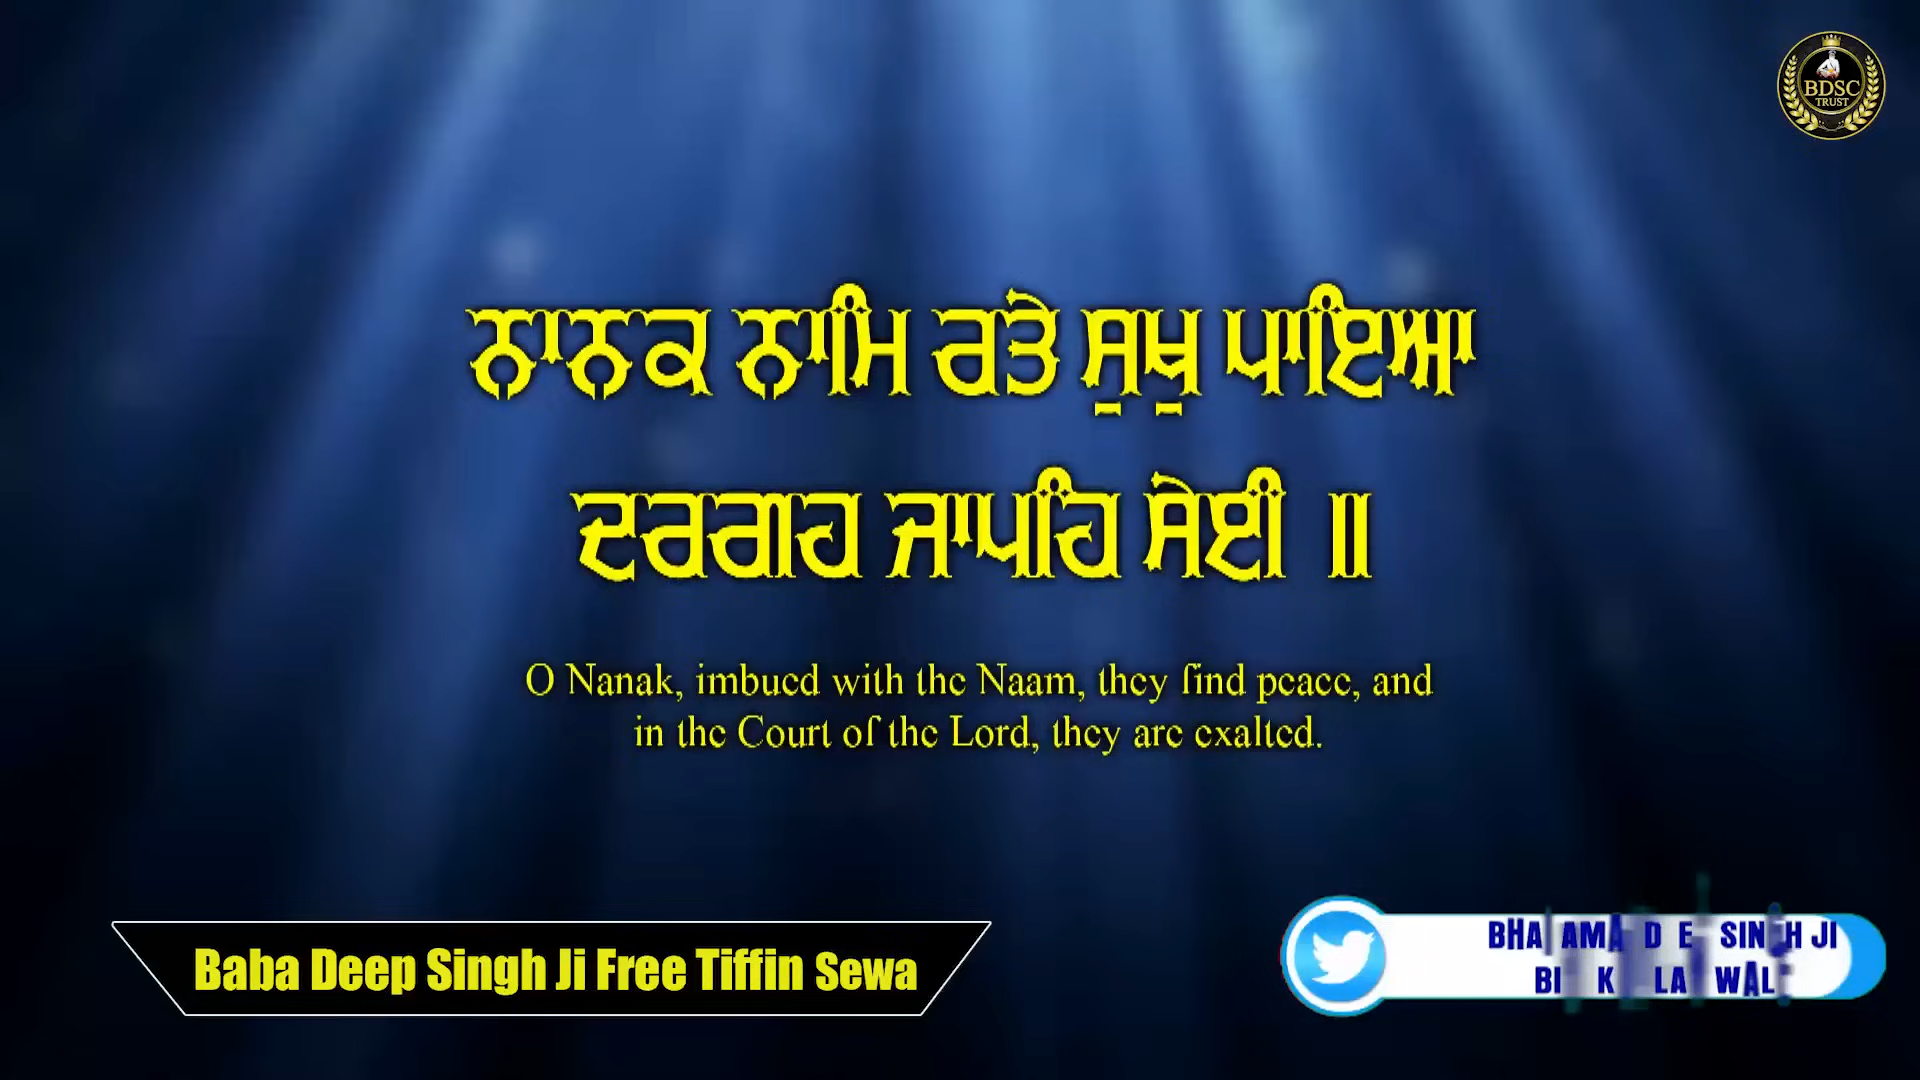 BDSC
TRUST
ਨਾਨਕ ਨਾਮਿ ਰਤੇ ਸੁਖੁ ਪਾਇਆ
ਦਰਗਹ ਜਾਪਹਿ ਸੇਈ ॥
O Nanak, imbued with the Naam, they find peace, and
in the Court of the Lord, they are exalted.
Baba Deep Singh Ji Free Tiffin Sewa
JI